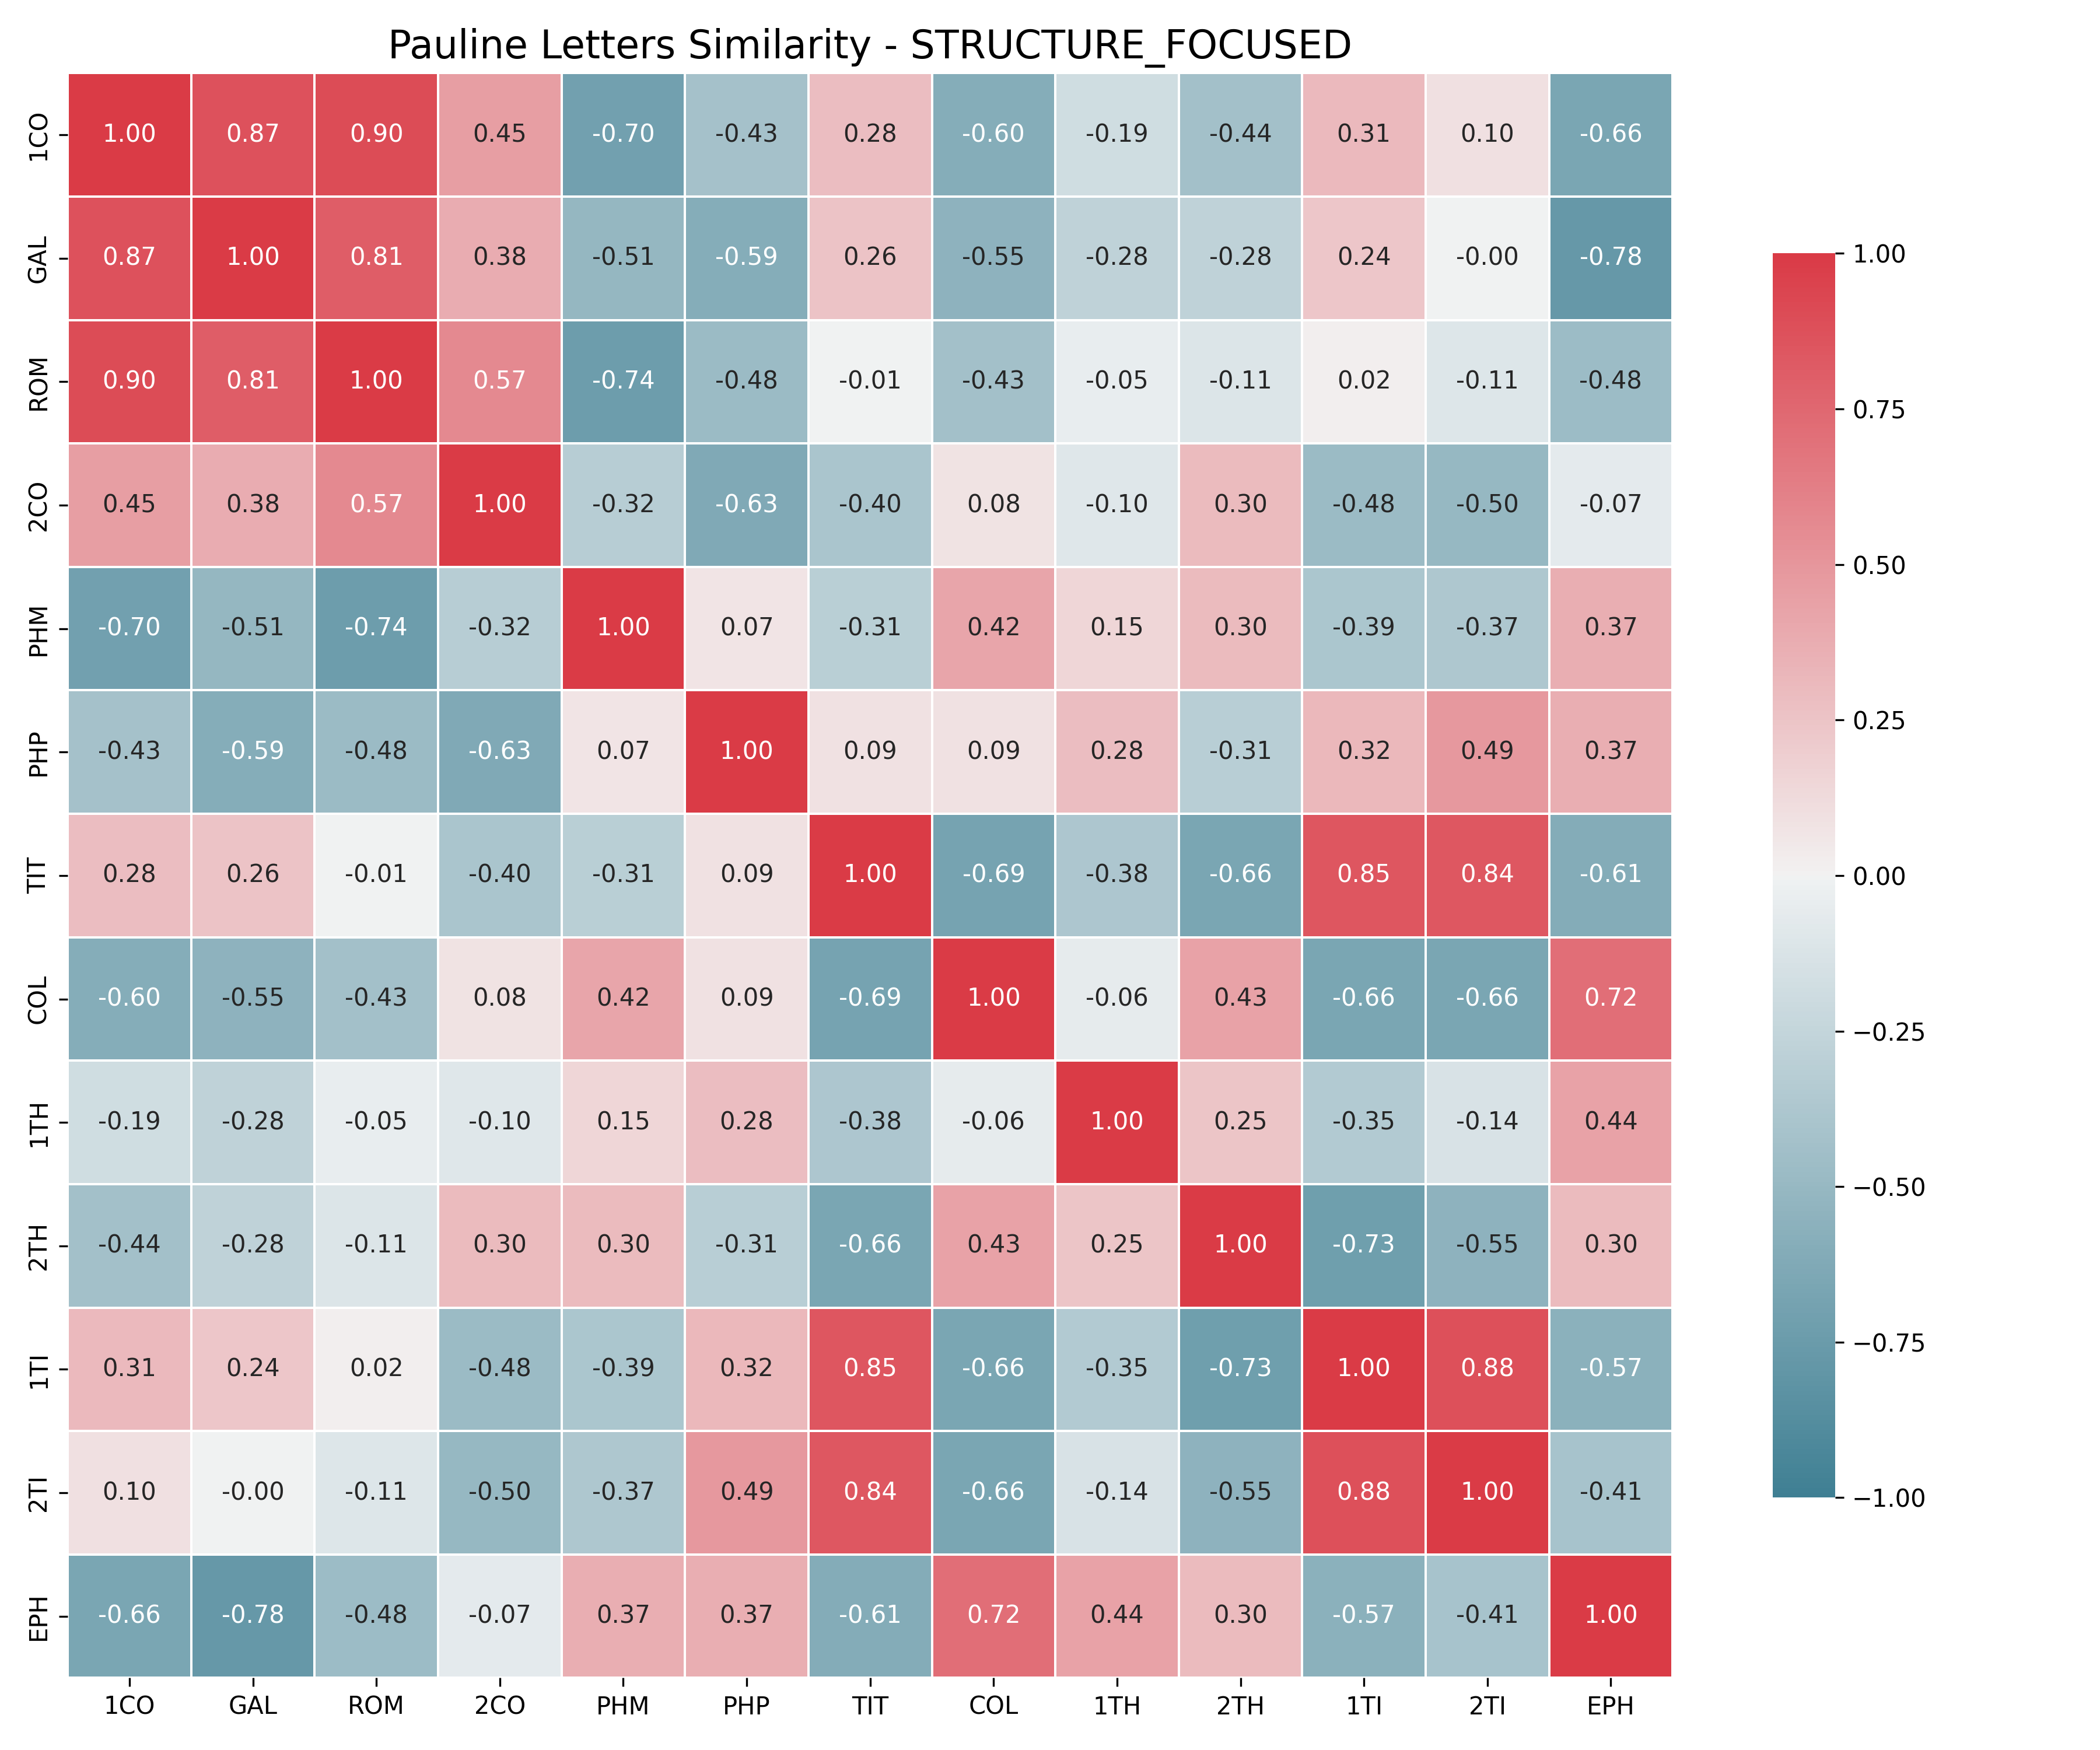 Pauline Letters Similarity - STRUCTURE_FOCUSED
1CO 1.00 0.87 0.90 0.45 -0.70 -0.43 0.28 -0.60 -0.19 -0.44 0.31 0.10 -0.66
GAL 0.87 1.00 0.81 0.38 -0.51 -0.59 0.26 -0.55 -0.28 -0.28 0.24 -0.00 -0.78
ROM 0.90 0.81 1.00 0.57 -0.74 -0.48 -0.01 -0.43 -0.05 -0.11 0.02 -0.11 -0.48
2CO 0.45 0.38 0.57 1.00 -0.32 -0.63 -0.40 0.08 -0.10 0.30 -0.48 -0.50 -0.07
PHM -0.70 -0.51 -0.74 -0.32 1.00 0.07 -0.31 0.42 0.15 0.30 -0.39 -0.37 0.37
PHP -0.43 -0.59 -0.48 -0.63 0.07 1.00 0.09 0.09 0.28 -0.31 0.32 0.49 0.37
TIT 0.28 0.26 -0.01 -0.40 -0.31 0.09 1.00 -0.69 -0.38 -0.66 0.85 0.84 -0.61
COL -0.60 -0.55 -0.43 0.08 0.42 0.09 -0.69 1.00 -0.06 0.43 -0.66 -0.66 0.72
1TH -0.19 -0.28 -0.05 -0.10 0.15 0.28 -0.38 -0.06 1.00 0.25 -0.35 -0.14 0.44
2TH -0.44 -0.28 -0.11 0.30 0.30 -0.31 -0.66 0.43 0.25 1.00 -0.73 -0.55 0.30
1TI 0.31 0.24 0.02 -0.48 -0.39 0.32 0.85 -0.66 -0.35 -0.73 1.00 0.88 -0.57
2TI 0.10 -0.00 -0.11 -0.50 -0.37 0.49 0.84 -0.66 -0.14 -0.55 0.88 1.00 -0.41
EPH -0.66 -0.78 -0.48 -0.07 0.37 0.37 -0.61 0.72 0.44 0.30 -0.57 -0.41 1.00
1CO GAL ROM 2CO PHM PHP TIT COL 1TH 2TH 1TI 2TI EPH
1.00
0.75
0.50
0.25
0.00
−0.25
−0.50
−0.75
−1.00